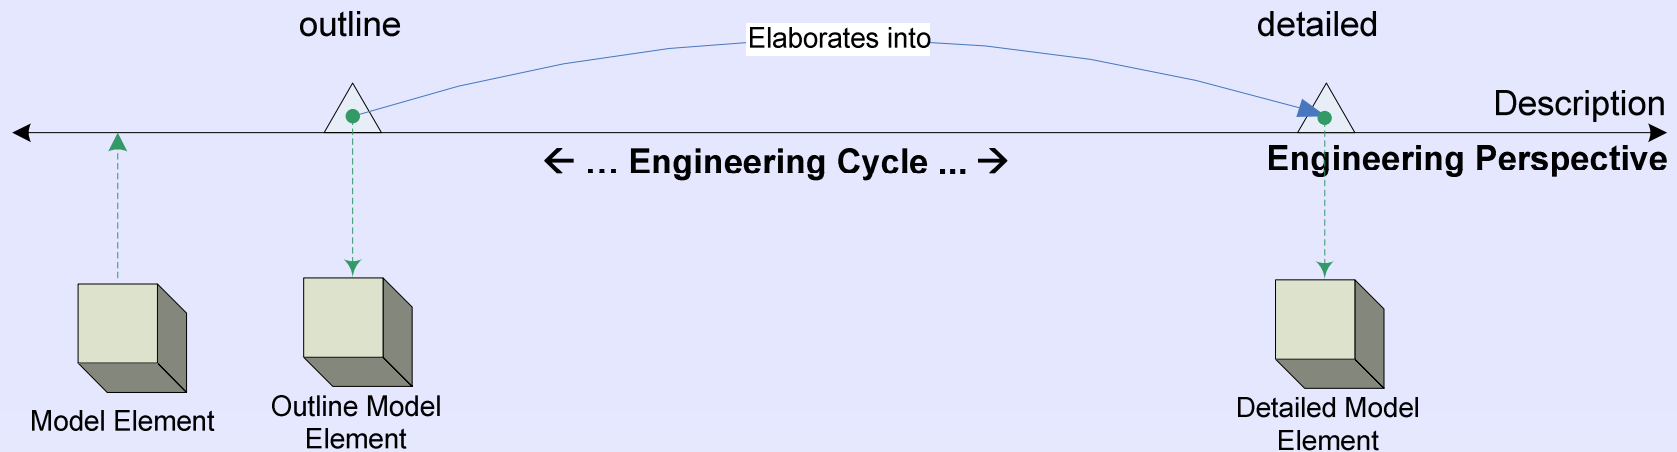 outline
Elaborates into
detailed
Description
← ... Engineering Cycle ... →
Engineering Perspective
Model Element
Outline Model
Element
Detailed Model
Element